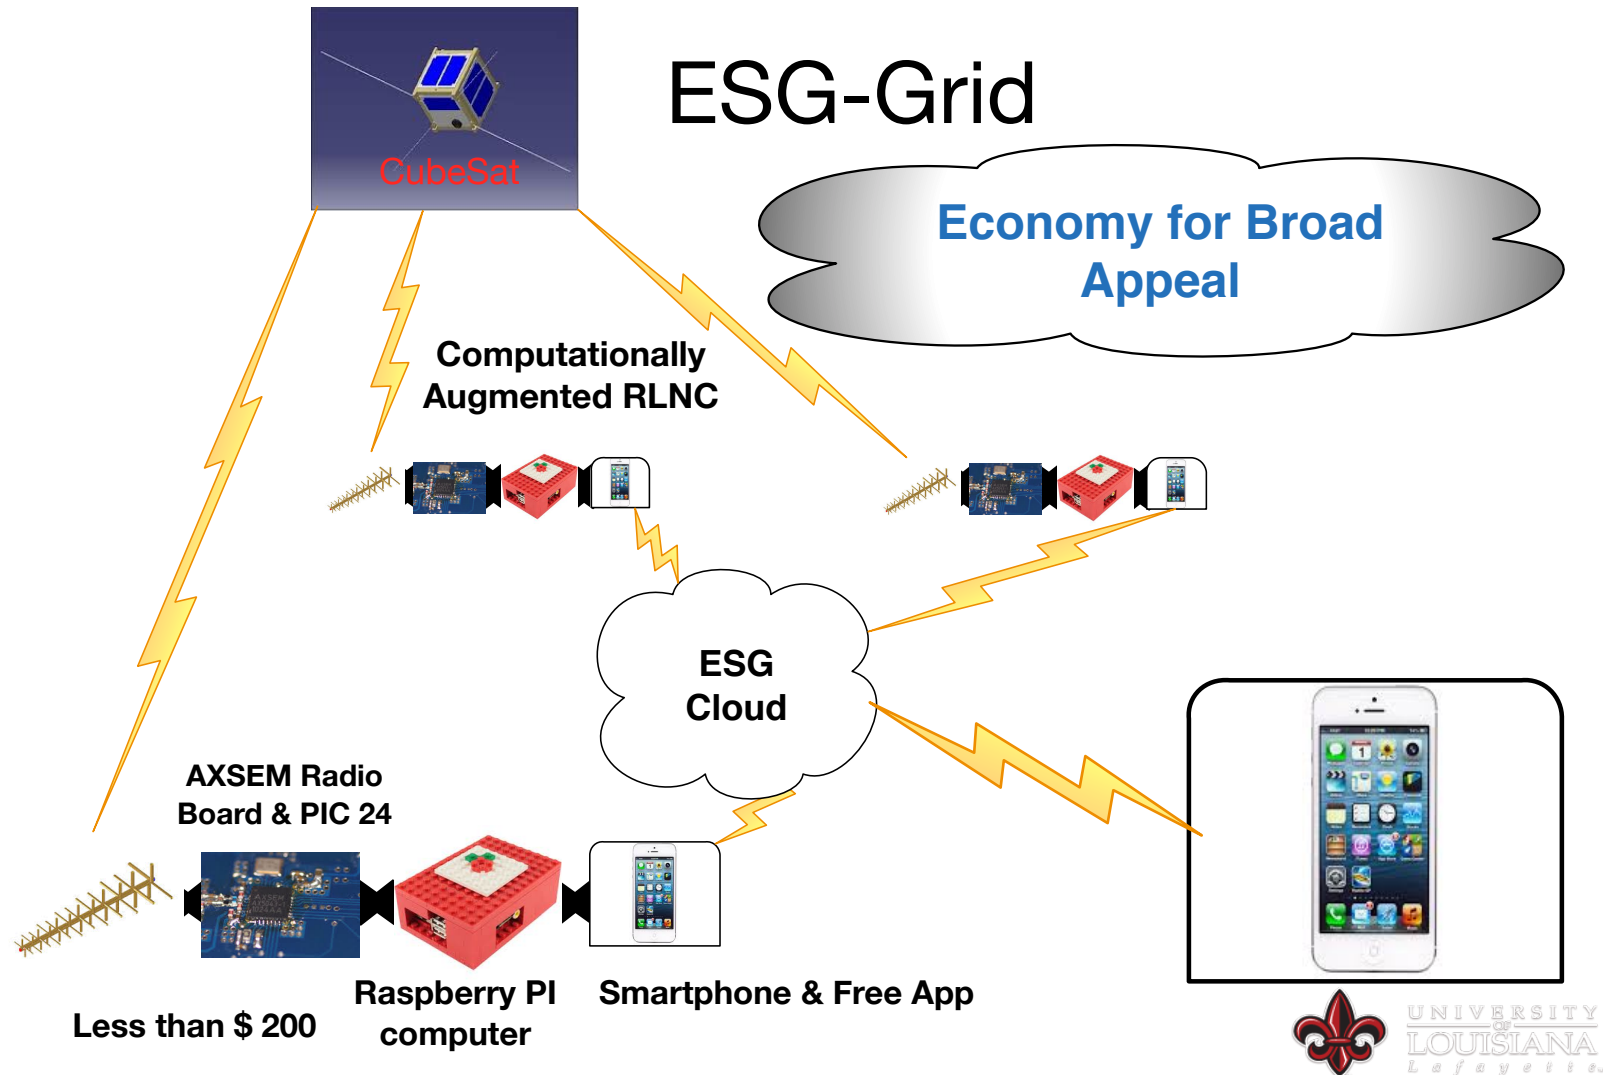 ESG-Grid
CubeSat
Economy for Broad
Appeal
Computationally
Augmented RLNC
ESG
Cloud
AXSEM Radio
Board & PIC 24
AXSEM
Raspberry PI
computer
Smartphone & Free App
Less than $ 200
UNIVERSITY
OF
LOUISIANA
Lafayette